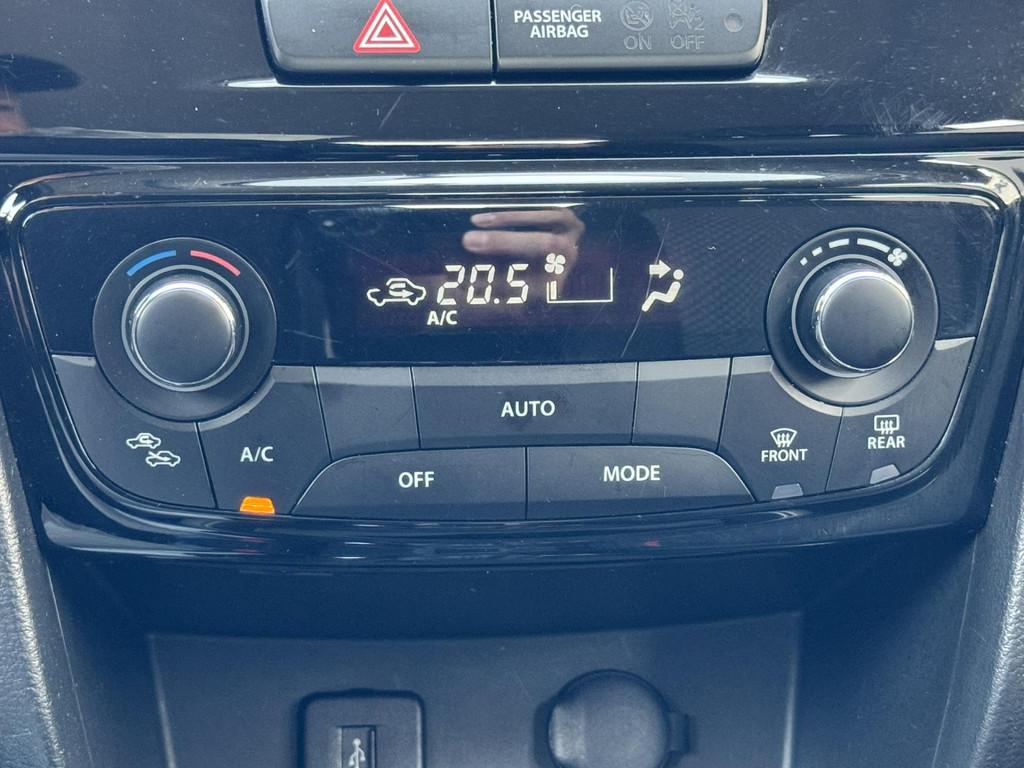 PASSENGER
AIRBAG
ON OFF
20.5
A/C
AUTO
A/C
OFF
MODE
FRONT
REAR